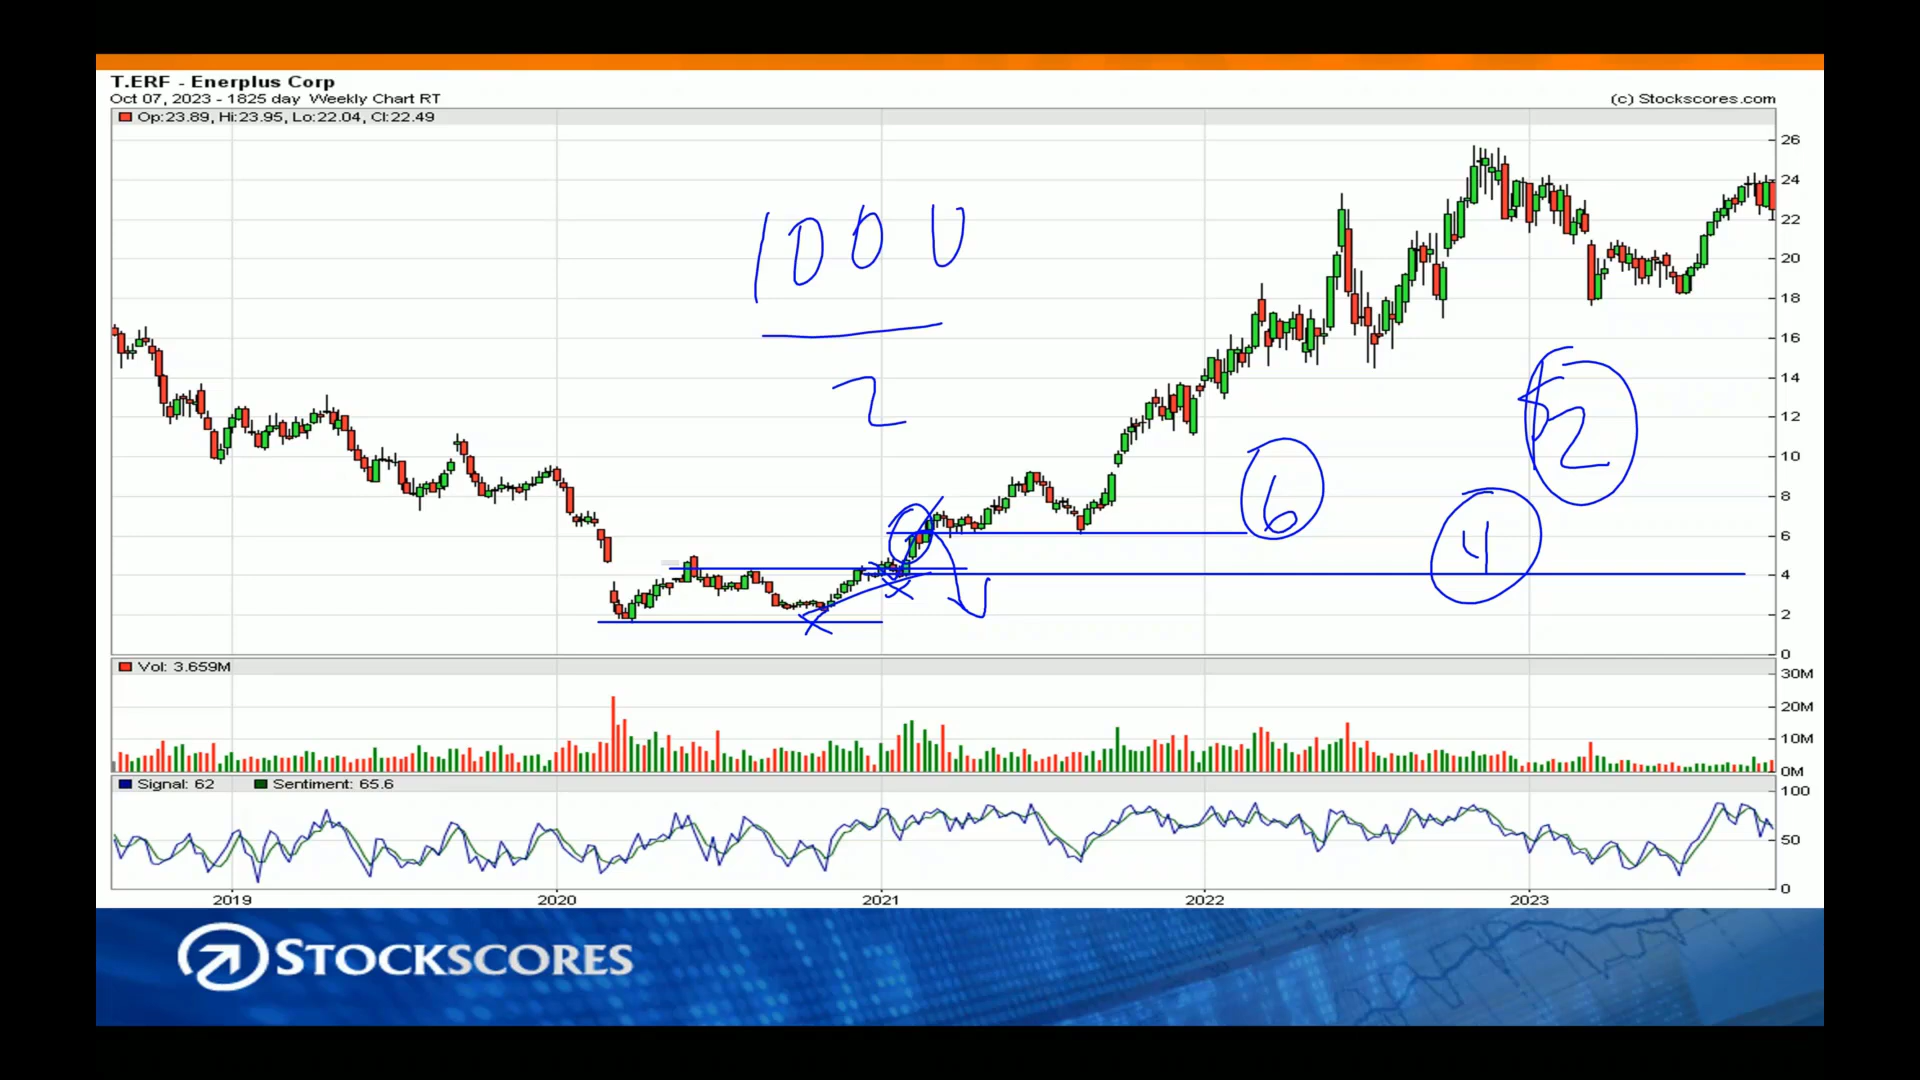 T.ERF - Enerplus Corp
Oct 07, 2023 - 1825 day Weekly Chart RT
(c) Stockscores.com
Op:23.89, Hi:23.95, Lo:22.04, Cl:22.49
26
24
22
20
18
16
14
12
10
8
6
4
2
0
1000
2
$2
6
4
Vol: 3.659M
30M
20M
10M
0M
Signal: 62 Sentiment: 65.6
100
50
0
2019 2020 2021 2022 2023
STOCKSCORES